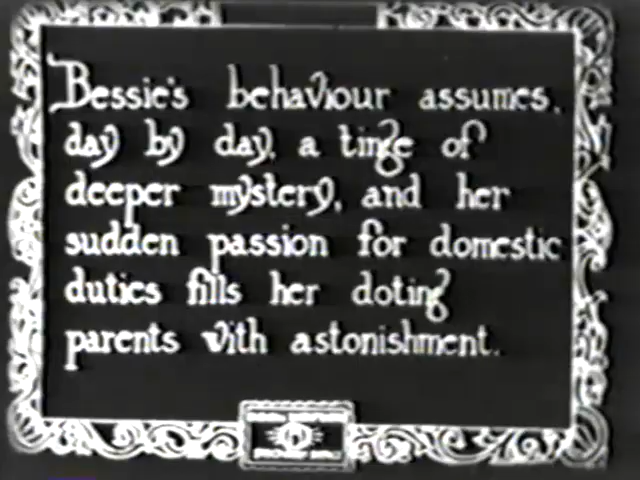 Bessie's behaviour assumes,
day by day, a tinge of
deeper mystery, and her
sudden passion for domestic
duties fills her doting
parents with astonishment.